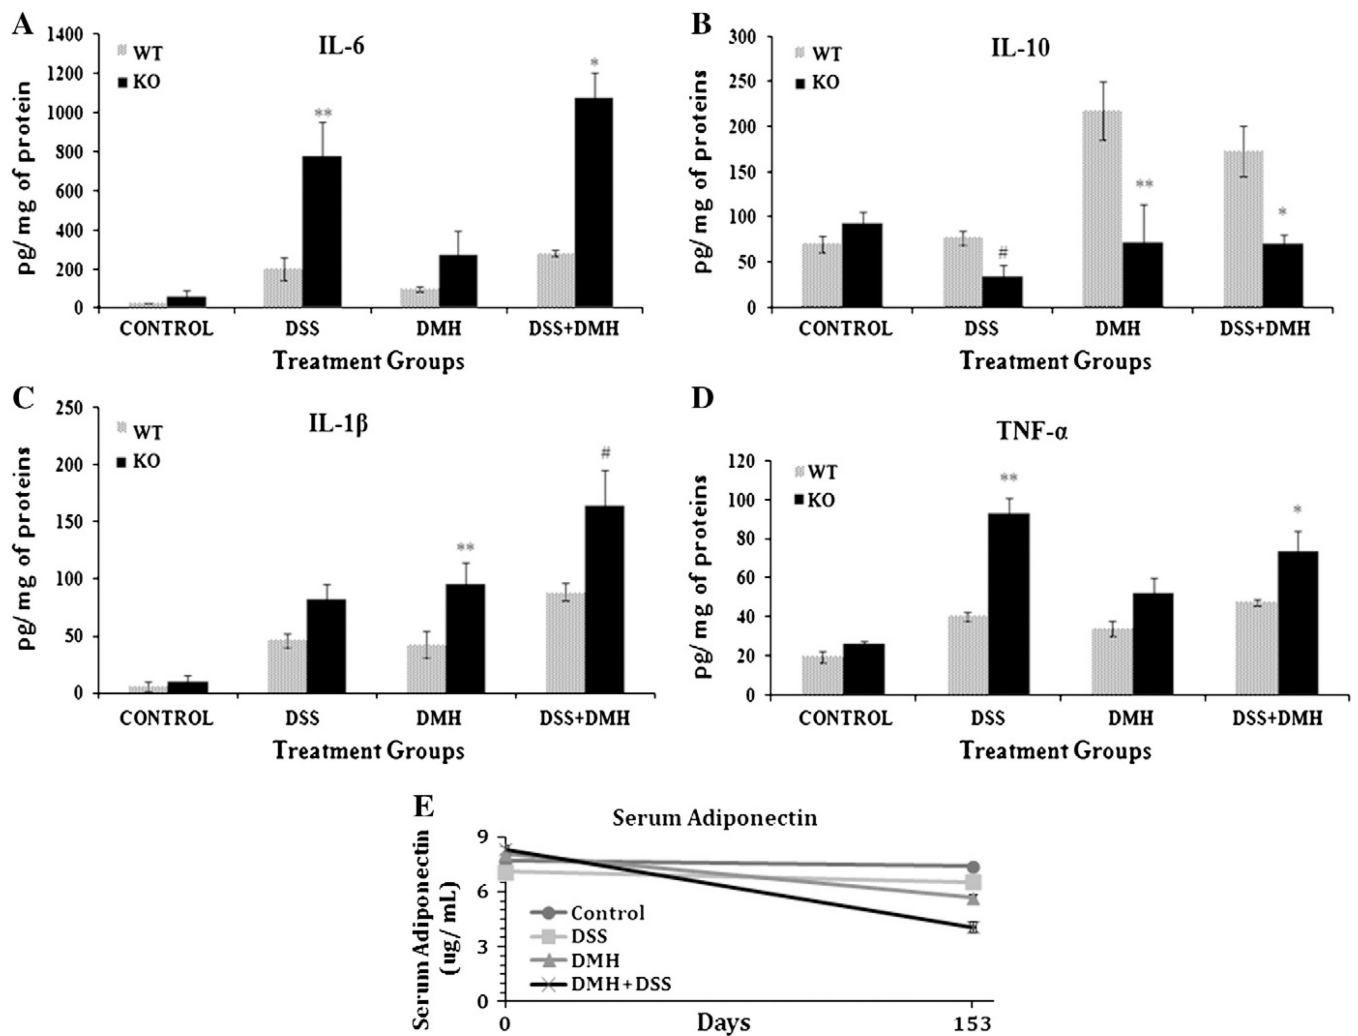 A
IL-6
WT
KO
pg/mg of protein
1400
1200
1000
800
600
400
200
0
**
*
CONTROL DSS DMH DSS+DMH
Treatment Groups
B
IL-10
WT
KO
pg/mg of proteins
300
250
200
150
100
50
0
#
**
*
CONTROL DSS DMH DSS+DMH
Treatment Groups
C
IL-1β
WT
KO
pg/mg of proteins
250
200
150
100
50
0
**
#
CONTROL DSS DMH DSS+DMH
Treatment Groups
D
TNF-α
WT
KO
pg/mg of proteins
120
100
80
60
40
20
0
**
*
CONTROL DSS DMH DSS+DMH
Treatment Groups
E
Serum Adiponectin
Serum Adiponectin
(ug/mL)
9
6
3
0
Control
DSS
DMH
DMH+DSS
0 Days 153